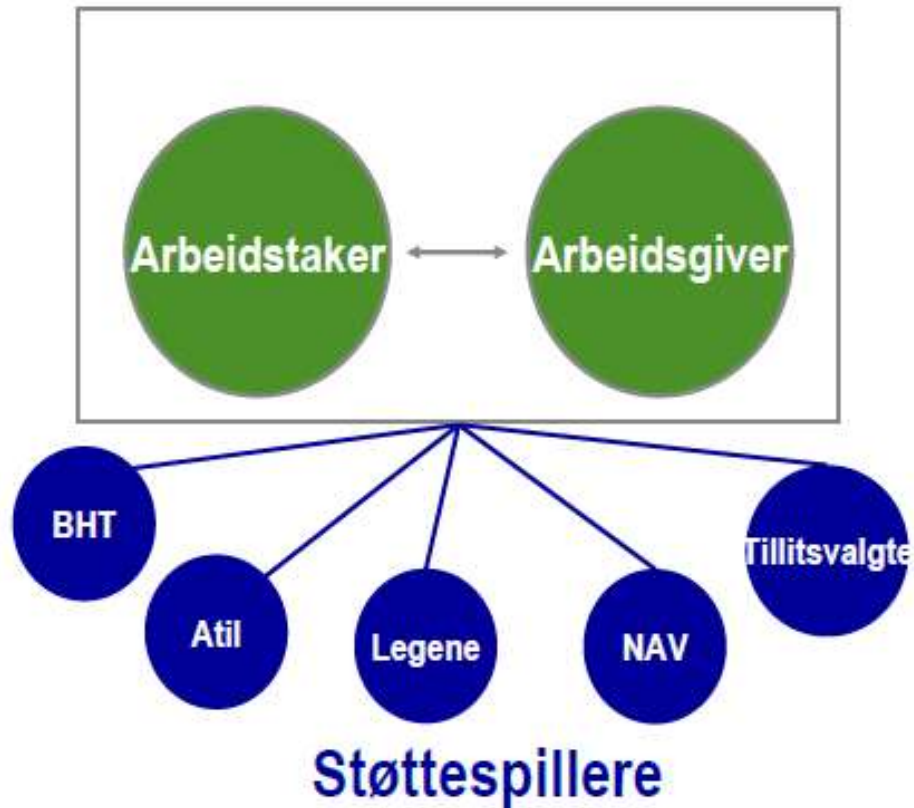 Arbeidstaker
Arbeidsgiver
BHT
Atil
Legene
NAV
Tillitsvalgte
Støttespillere